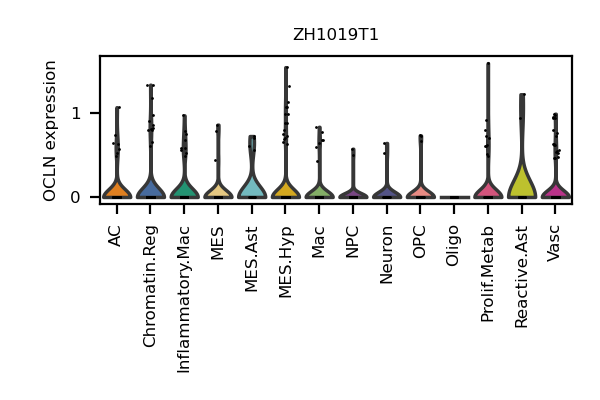 ZH1019T1
OCLN expression
1
0
AC
Chromatin.Reg
Inflammatory.Mac
MES
MES.Ast
MES.Hyp
Mac
NPC
Neuron
OPC
Oligo
Prolif.Metab
Reactive.Ast
Vasc